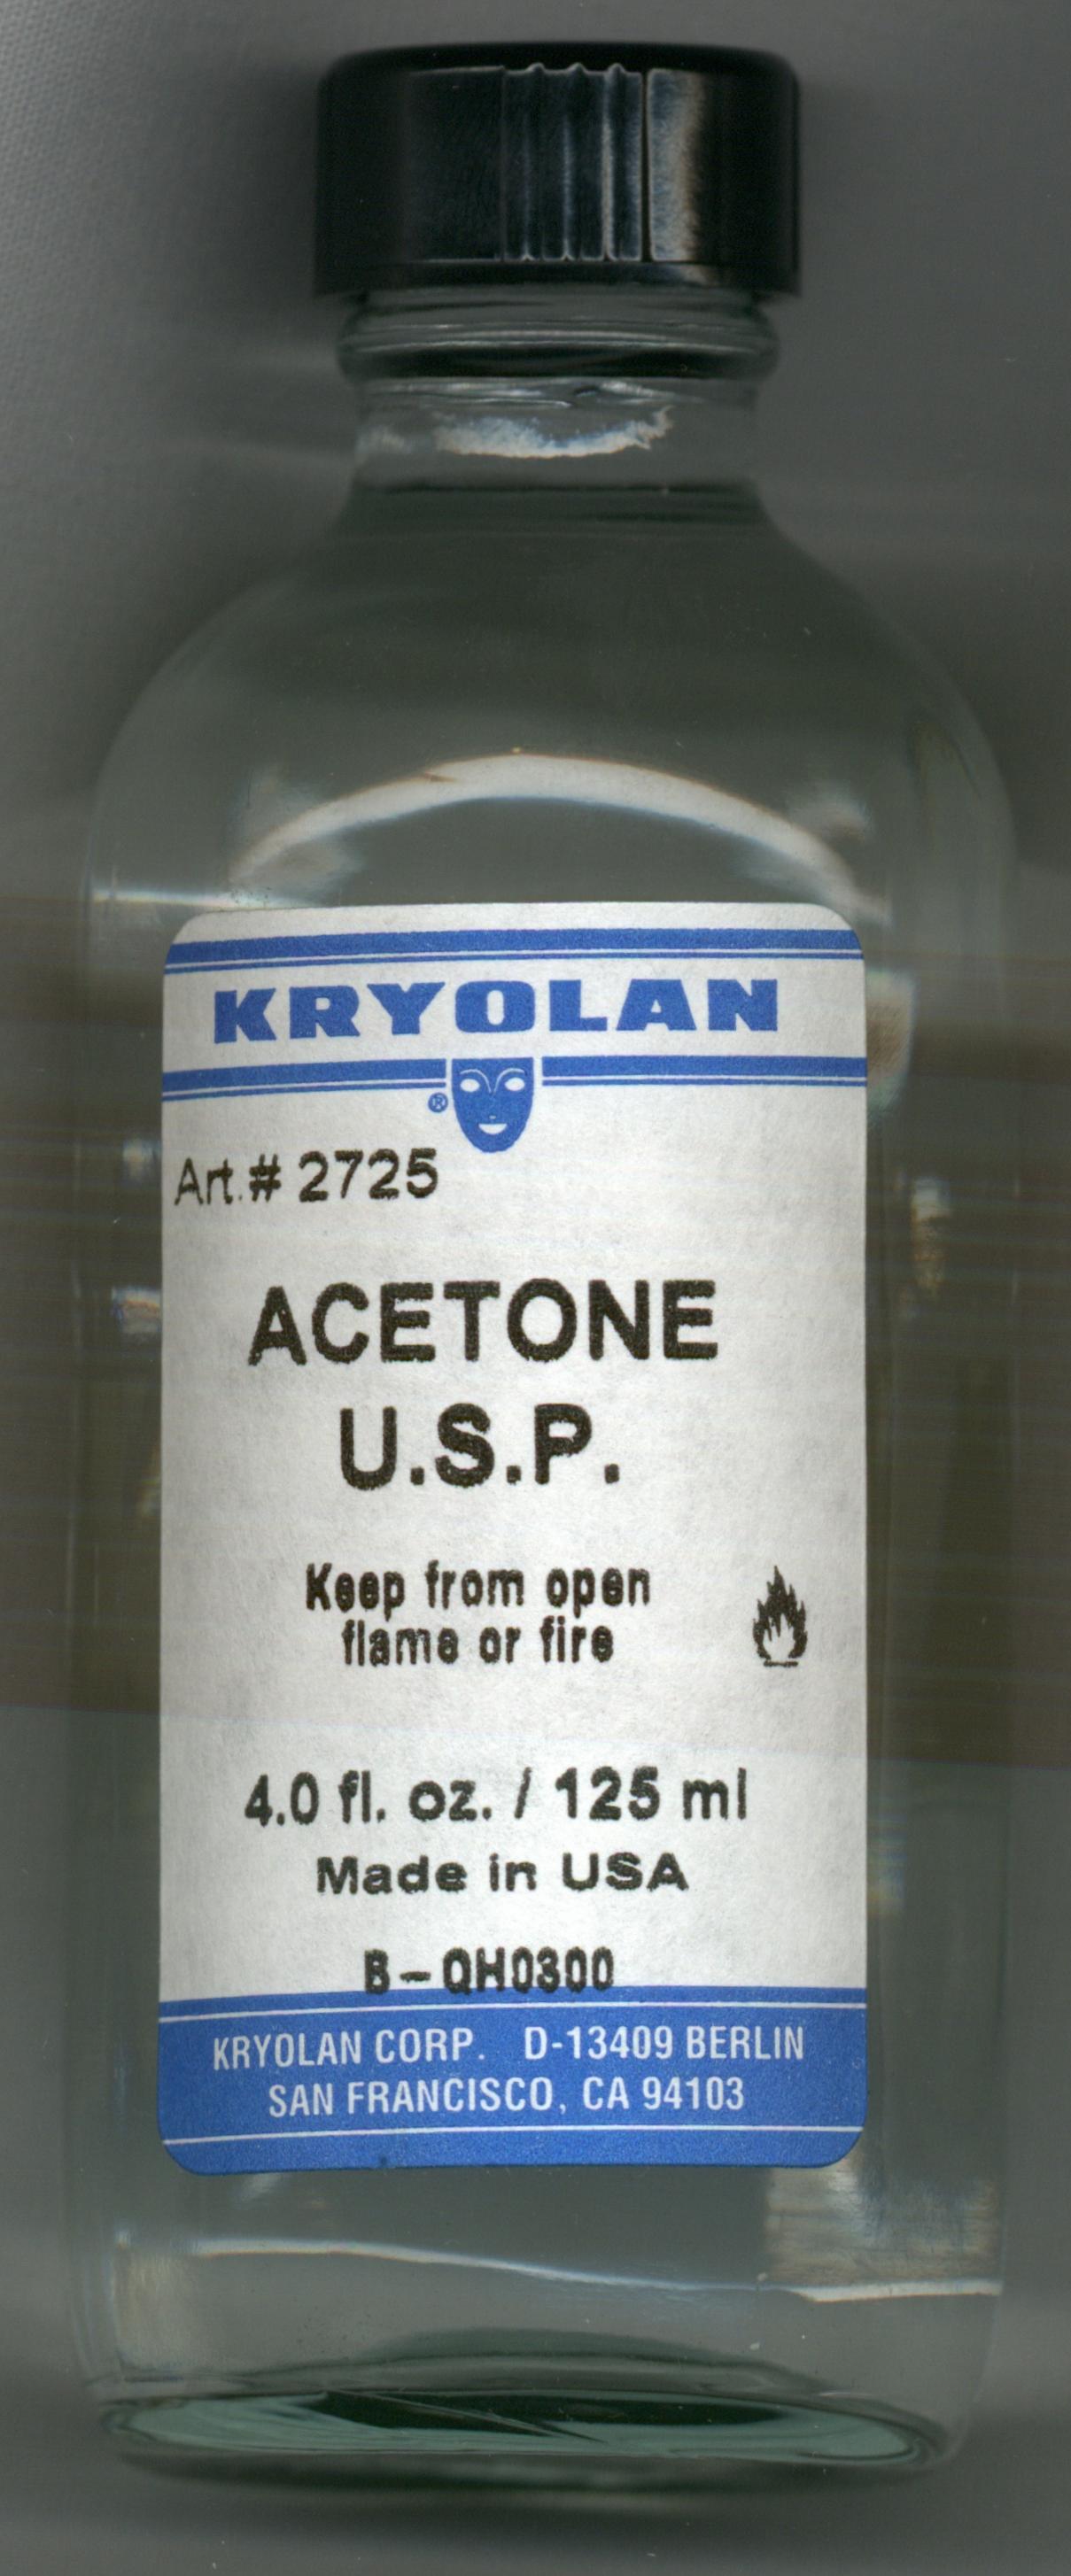 KRYOLAN
®
Art.# 2725
ACETONE
U.S.P.
Keep from open
flame or fire
4.0 fl. oz. / 125 ml
Made in USA
B-QH0300
KRYOLAN CORP. D-13409 BERLIN
SAN FRANCISCO, CA 94103